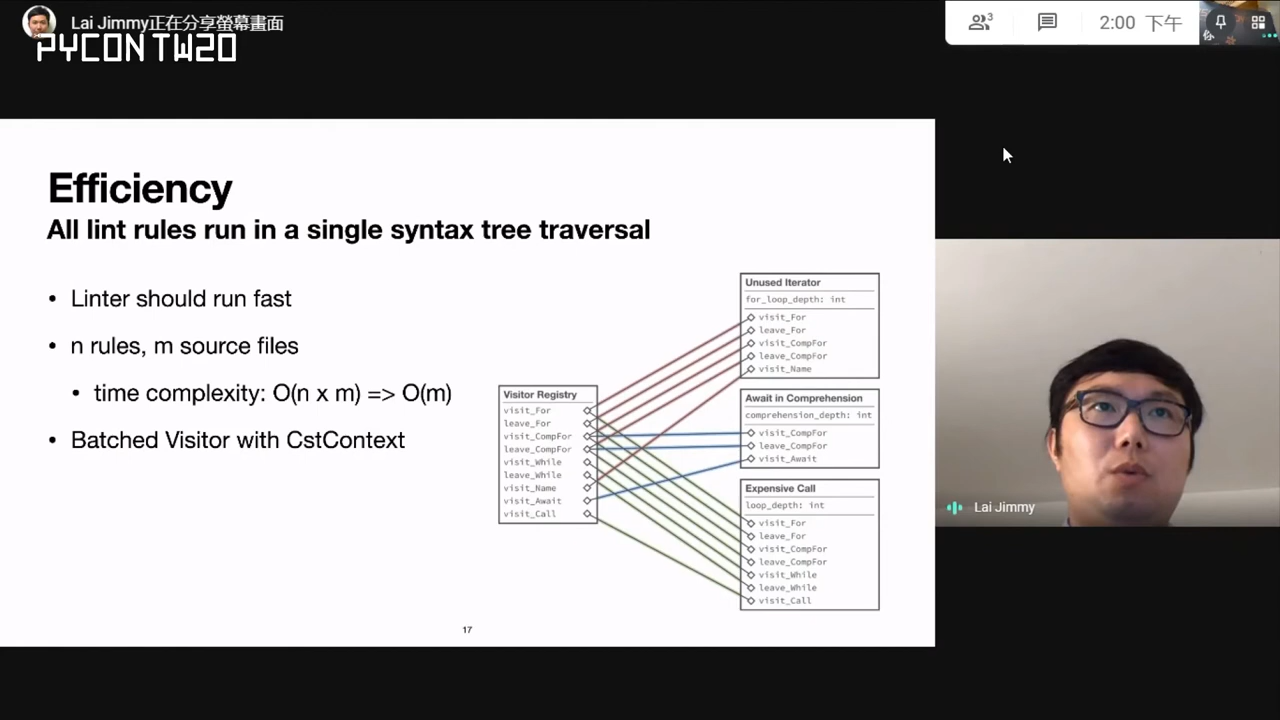 Lai Jimmy正在分享螢幕畫面
PYCON TW20
3
2:00 下午
你
Efficiency
All lint rules run in a single syntax tree traversal
• Linter should run fast
• n rules, m source files
• time complexity: O(n x m) => O(m)
• Batched Visitor with CstContext
Visitor Registry
visit_For
leave_For
visit_CompFor
leave_CompFor
visit_While
leave_While
visit_Name
visit_Await
visit_Call
Unused Iterator
for_loop_depth: int
visit_For
leave_For
visit_CompFor
leave_CompFor
visit_Name
Await in Comprehension
comprehension_depth: int
visit_CompFor
leave_CompFor
visit_Await
Expensive Call
loop_depth: int
visit_For
leave_For
visit_CompFor
leave_CompFor
visit_While
leave_While
visit_Call
17
Lai Jimmy